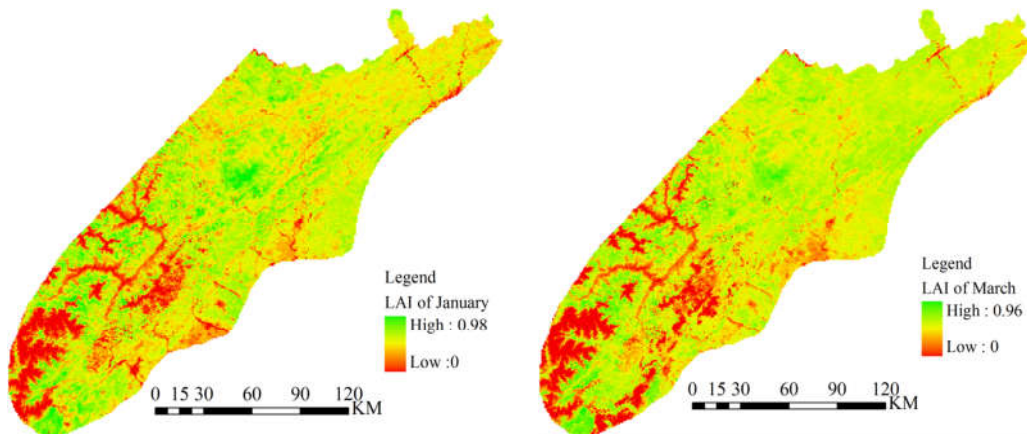 Legend
LAI of January
High : 0.98
Low :0
0 15 30 60 90 120
KM
Legend
LAI of March
High : 0.96
Low : 0
0 15 30 60 90 120
KM